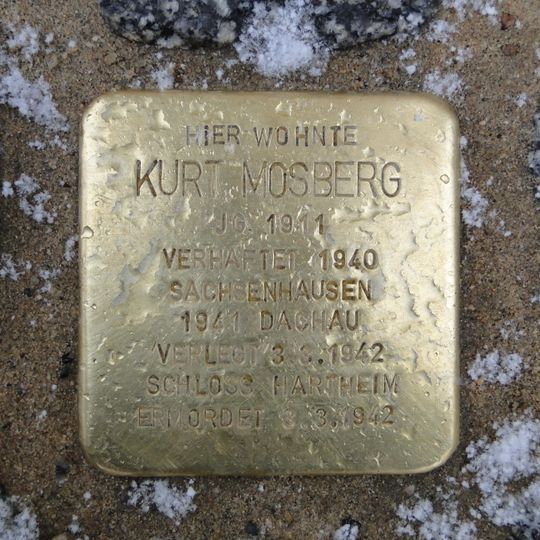 HIER WOHNTE
KURT MOSBERG
JG. 1911
VERHAFTET 1940
SACHSENHAUSEN
1941 DACHAU
VERLEGT 3.3.1942
SCHLOSS HARTHEIM
ERMORDET 3.3.1942